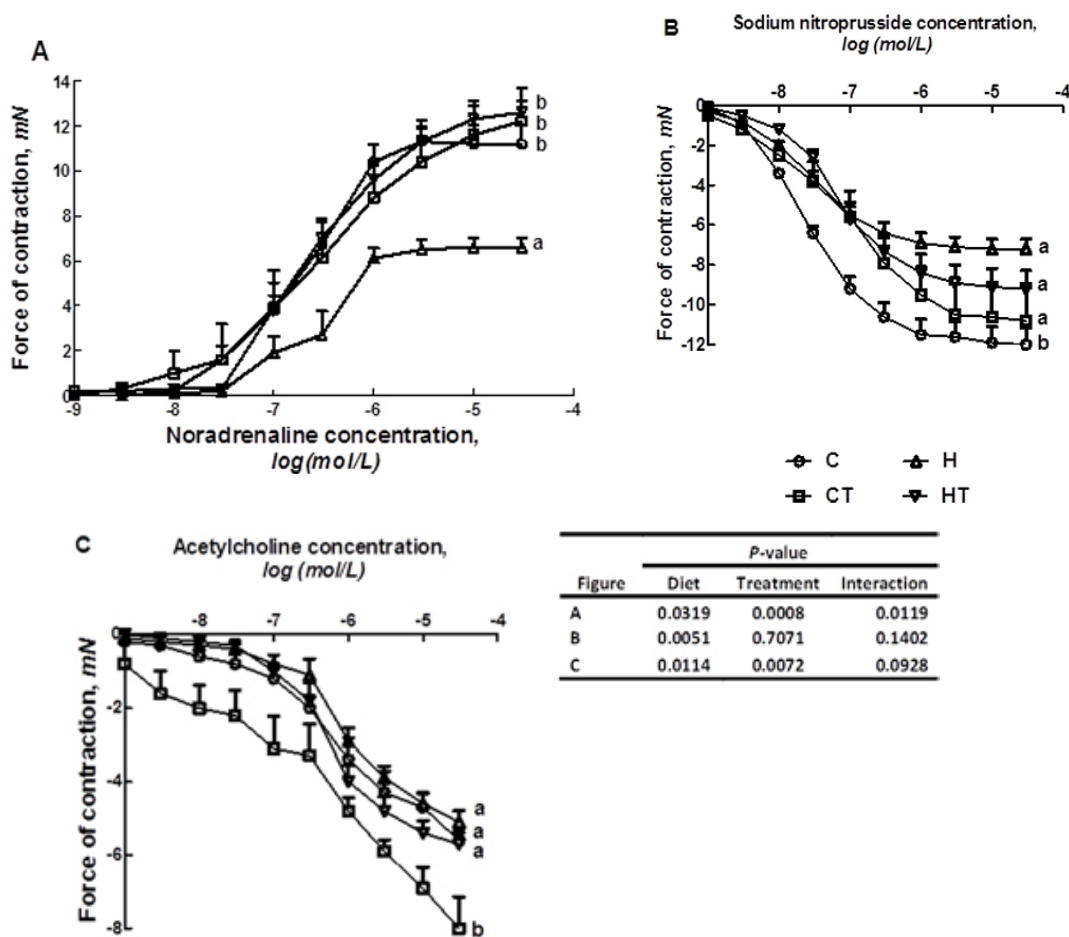 A
Force of contraction, mN
14
12
10
8
6
4
2
0
-9 -8 -7 -6 -5 -4
b
b
b
a
Noradrenaline concentration,
log(mol/L)
B
Sodium nitroprusside concentration,
log (mol/L)
-8 -7 -6 -5 -4
Force of contraction, mN
0
-2
-4
-6
-8
-10
-12
a
a
a
b
C H
CT HT
C
Acetylcholine concentration,
log (mol/L)
-8 -7 -6 -5 -4
Force of contraction, mN
0
-2
-4
-6
-8
a
a
a
b
P-value
Figure Diet Treatment Interaction
A 0.0319 0.0008 0.0119
B 0.0051 0.7071 0.1402
C 0.0114 0.0072 0.0928